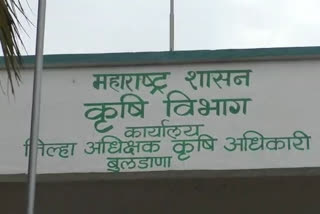 महाराष्ट्र शासन
कृषि विभाग
कार्यालय
जिल्हा अधिक्षक कृषि अधिकारी
बुलडाणा